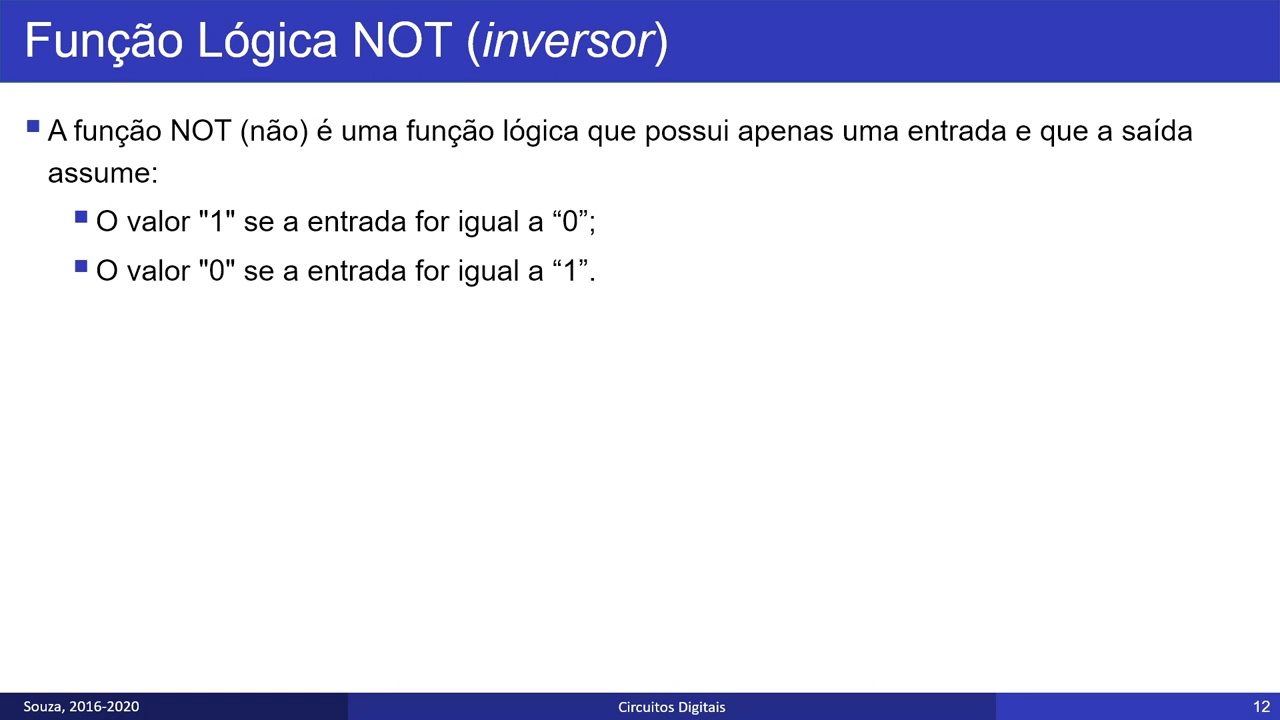 Função Lógica NOT (inversor)
A função NOT (não) é uma função lógica que possui apenas uma entrada e que a saída
assume:
O valor "1" se a entrada for igual a “0”;
O valor "0" se a entrada for igual a “1”.
Souza, 2016-2020
Circuitos Digitais
12